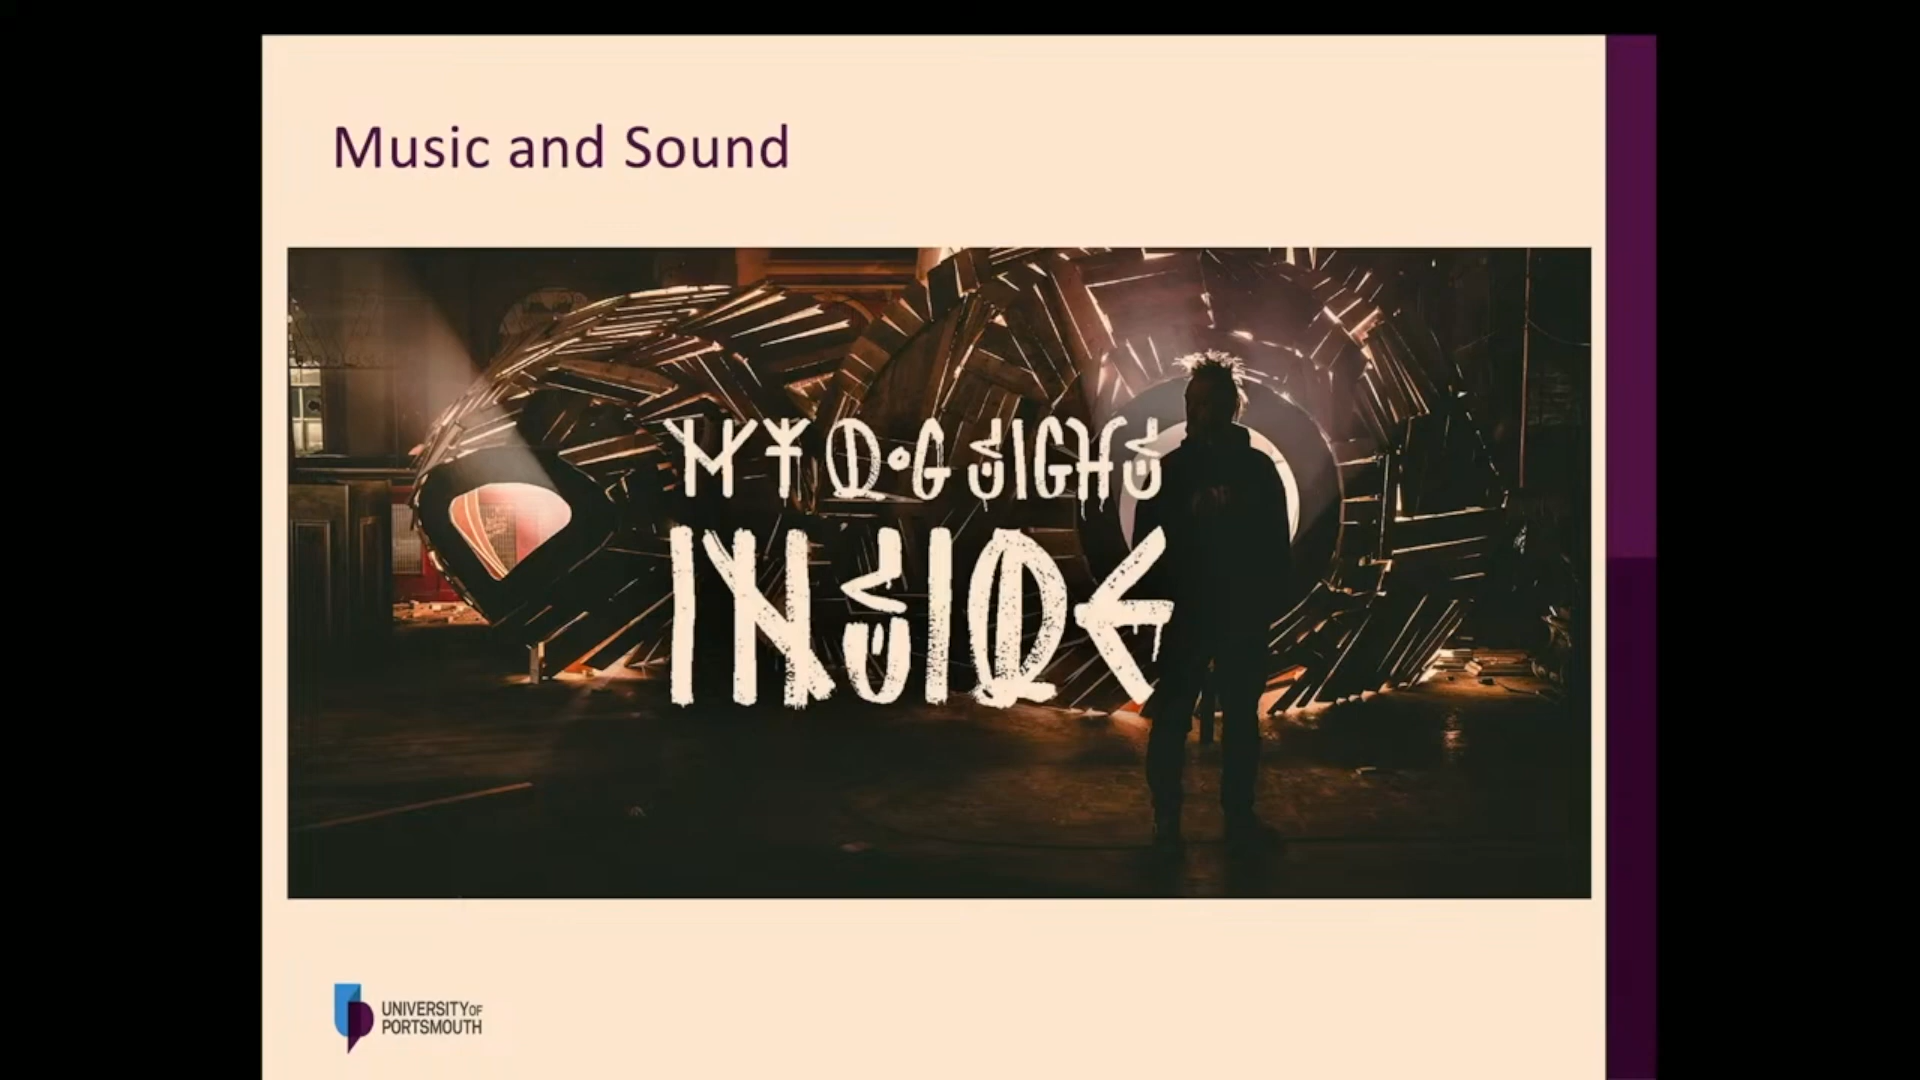 Music and Sound
MY DOG SIGHS
INSIDE
UNIVERSITY OF
PORTSMOUTH